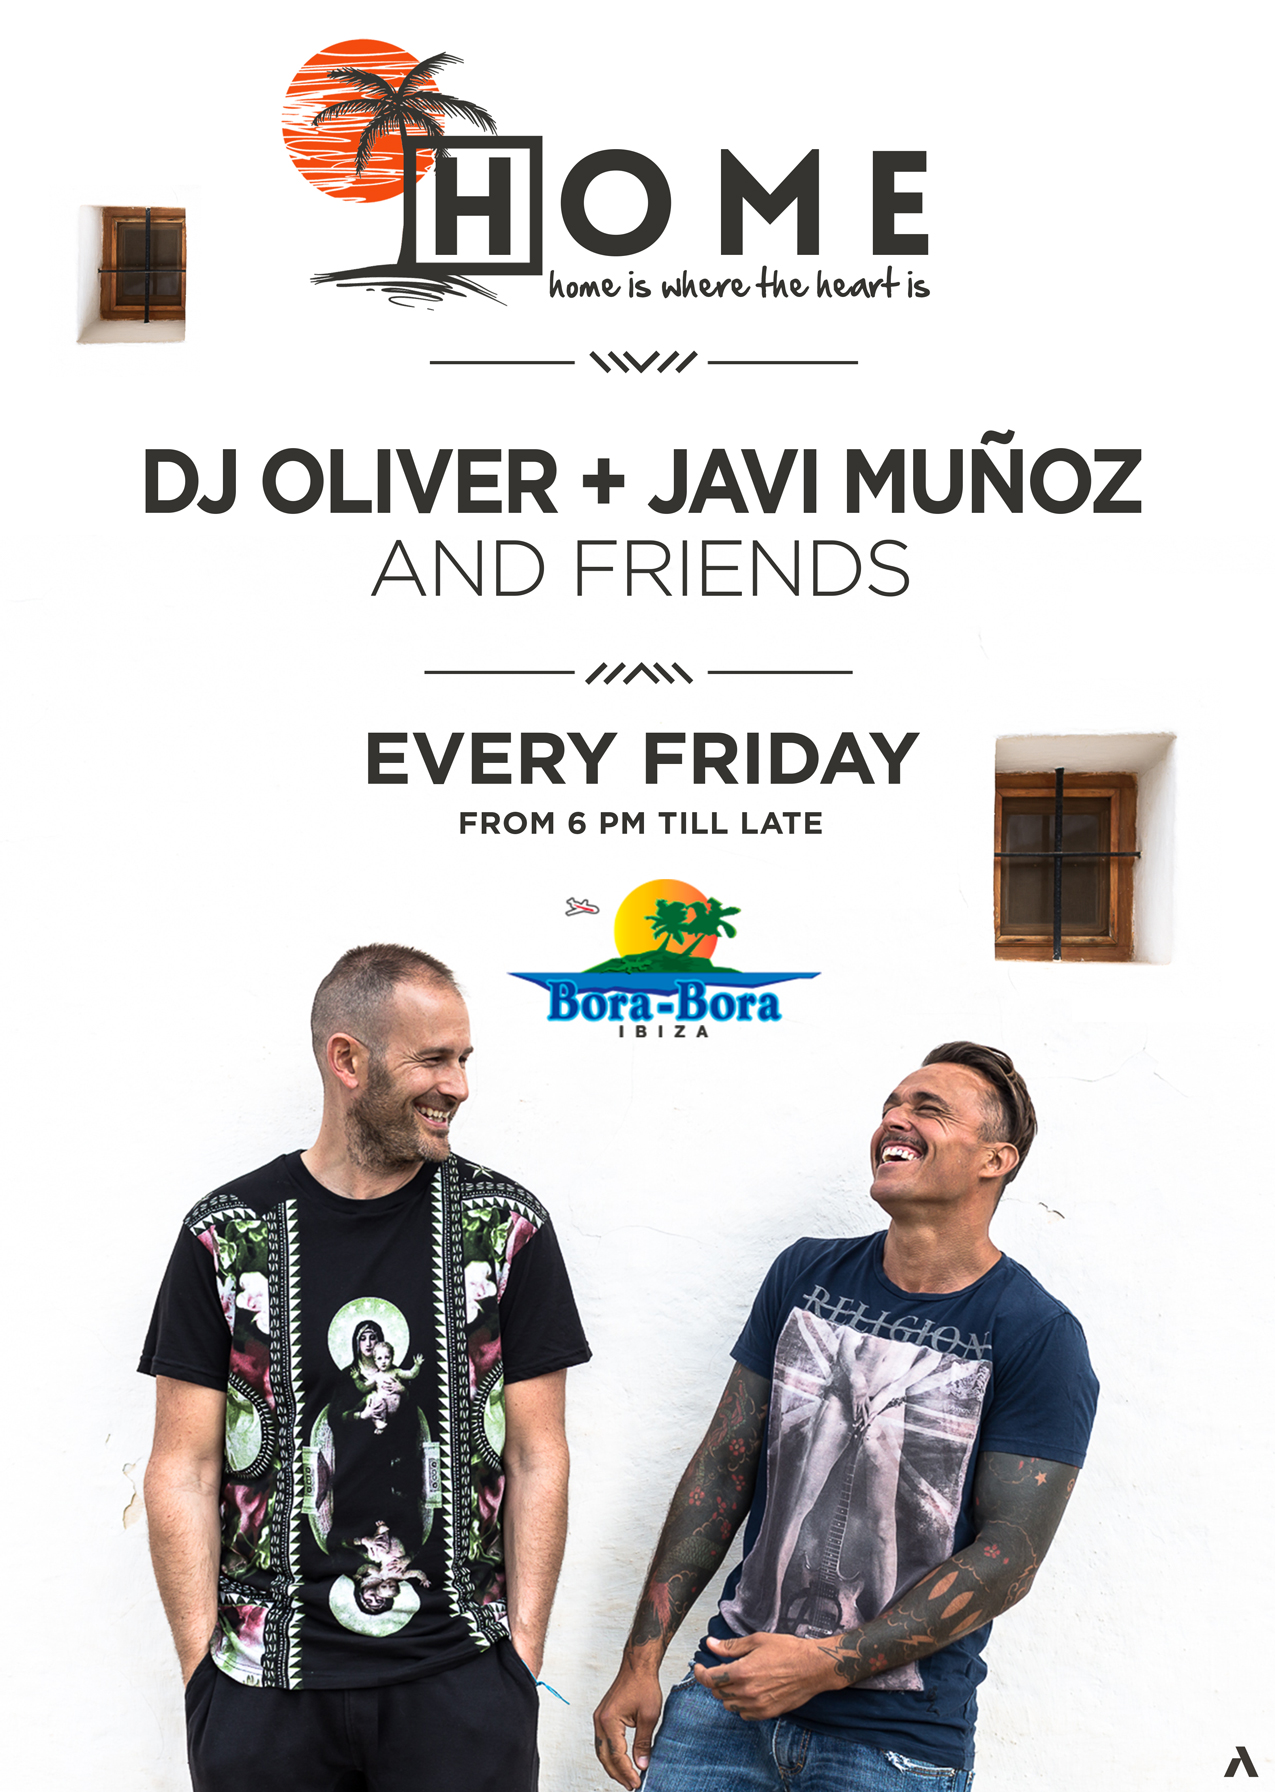 HOME
home is where the heart is
DJ OLIVER + JAVI MUÑOZ
AND FRIENDS
EVERY FRIDAY
FROM 6 PM TILL LATE
Bora-Bora
IBIZA
RELIGION